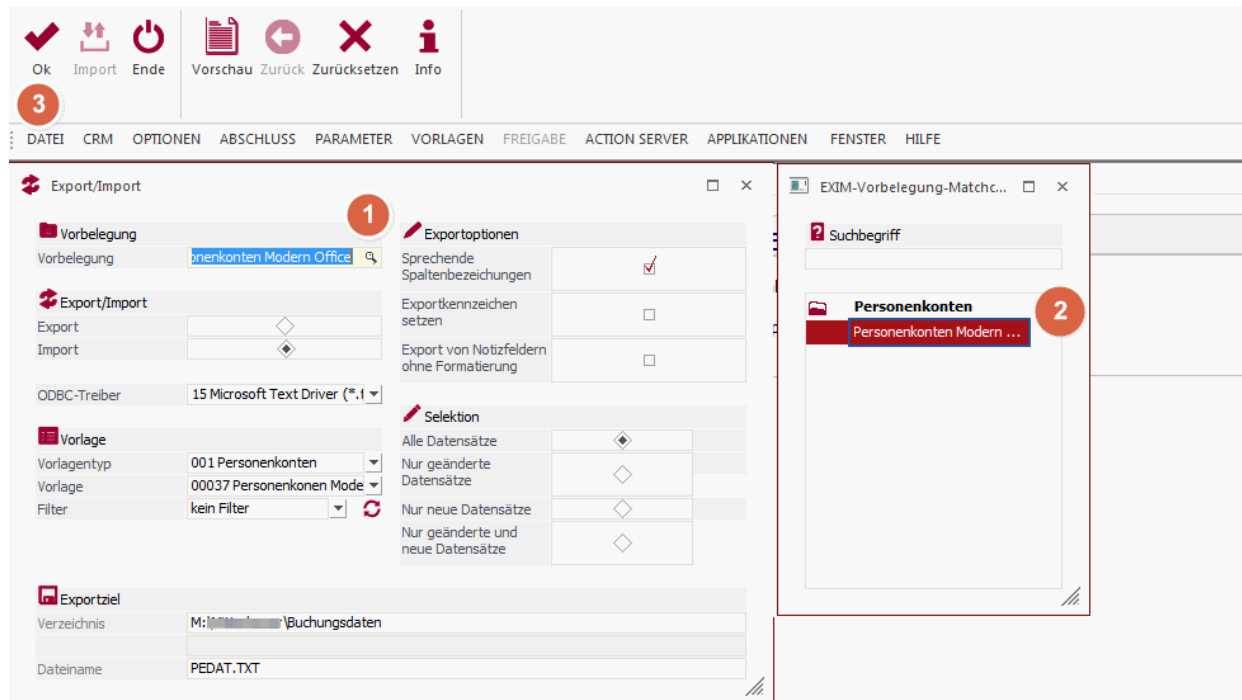 Ok Import Ende Vorschau Zurück Zurücksetzen Info
3
DATEI CRM OPTIONEN ABSCHLUSS PARAMETER VORLAGEN FREIGABE ACTION SERVER APPLIKATIONEN FENSTER HILFE
Export/Import
1
Vorbelegung
Vorbelegung onenkonten Modern Office
Export/Import
Export
Import
ODBC-Treiber 15 Microsoft Text Driver (*.t
Vorlage
Vorlagentyp 001 Personenkonten
Vorlage 00037 Personenkonen Mode
Filter kein Filter
Exportoptionen
Sprechende
Spaltenbezeichungen
Exportkennzeichen
setzen
Export von Notizfeldern
ohne Formatierung
Selektion
Alle Datensätze
Nur geänderte
Datensätze
Nur neue Datensätze
Nur geänderte und
neue Datensätze
Exportziel
Verzeichnis M: \Buchungsdaten
Dateiname PEDAT.TXT
EXIM-Vorbelegung-Matchc...
Suchbegriff
Personenkonten
2
Personenkonten Modern ...